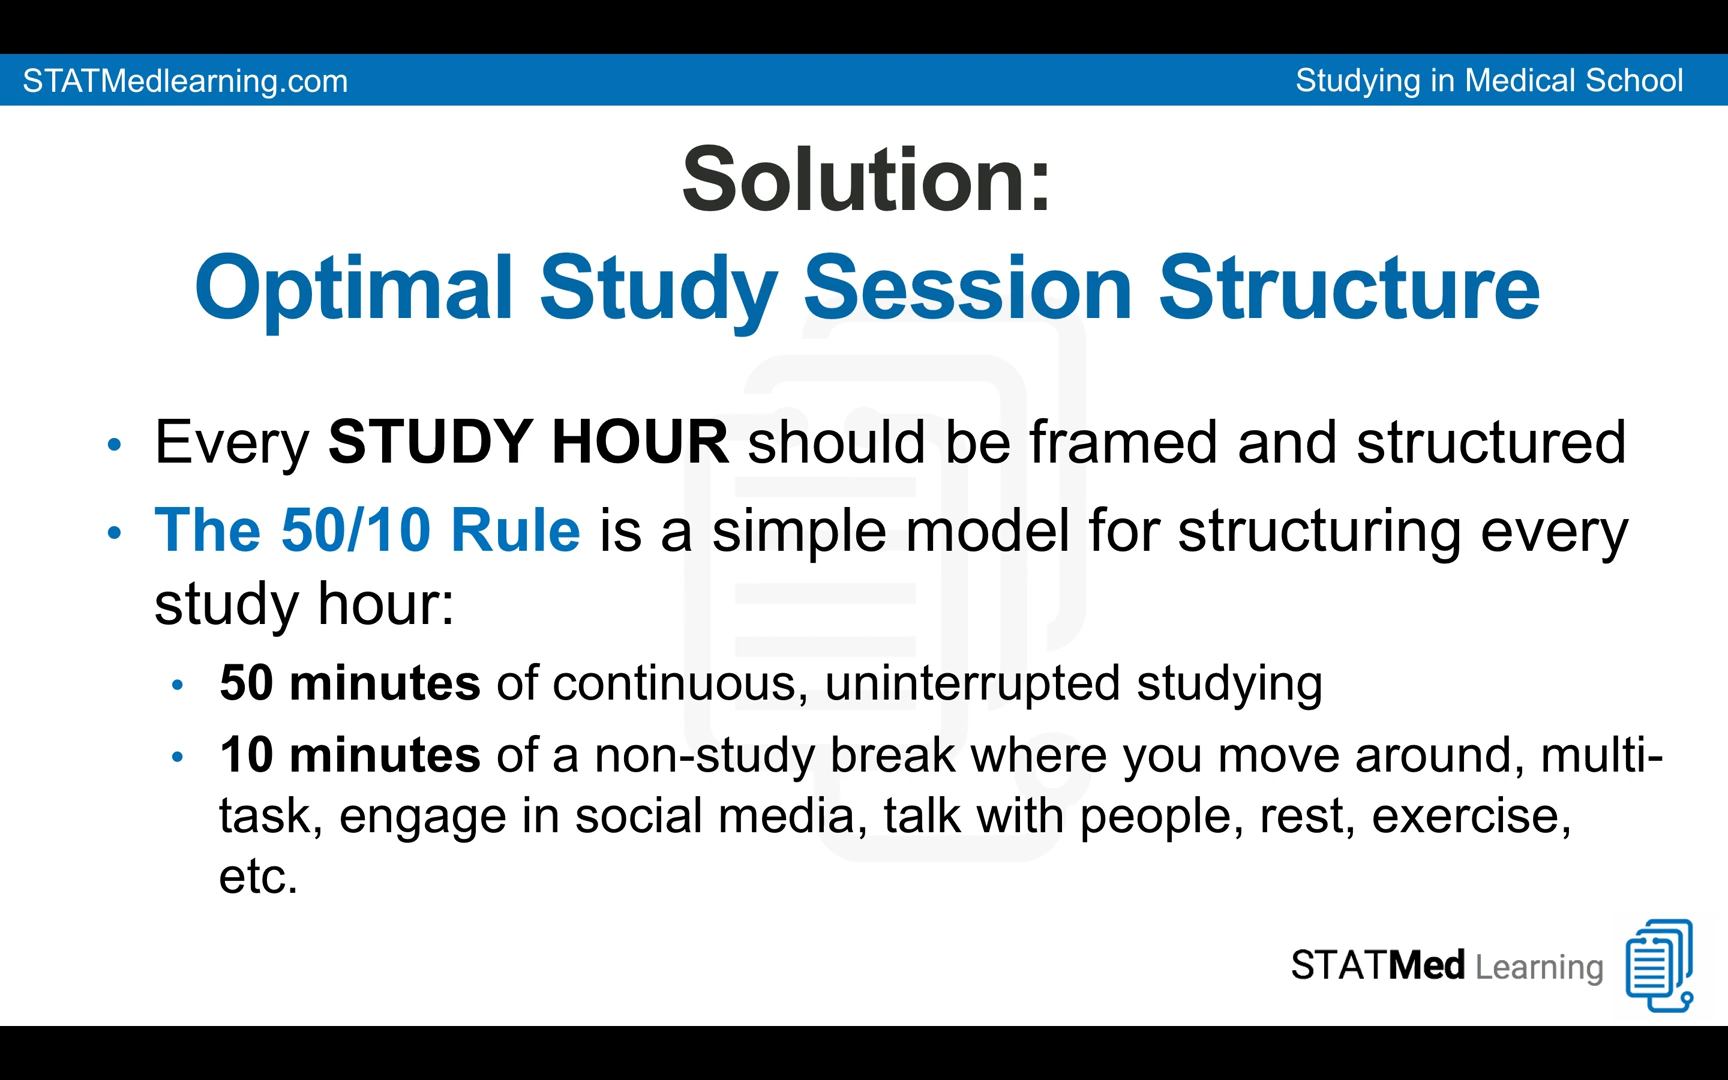 STATMedlearning.com
Studying in Medical School
Solution:
Optimal Study Session Structure
• Every STUDY HOUR should be framed and structured
• The 50/10 Rule is a simple model for structuring every
study hour:
• 50 minutes of continuous, uninterrupted studying
• 10 minutes of a non-study break where you move around, multi-
task, engage in social media, talk with people, rest, exercise,
etc.
STATMed Learning